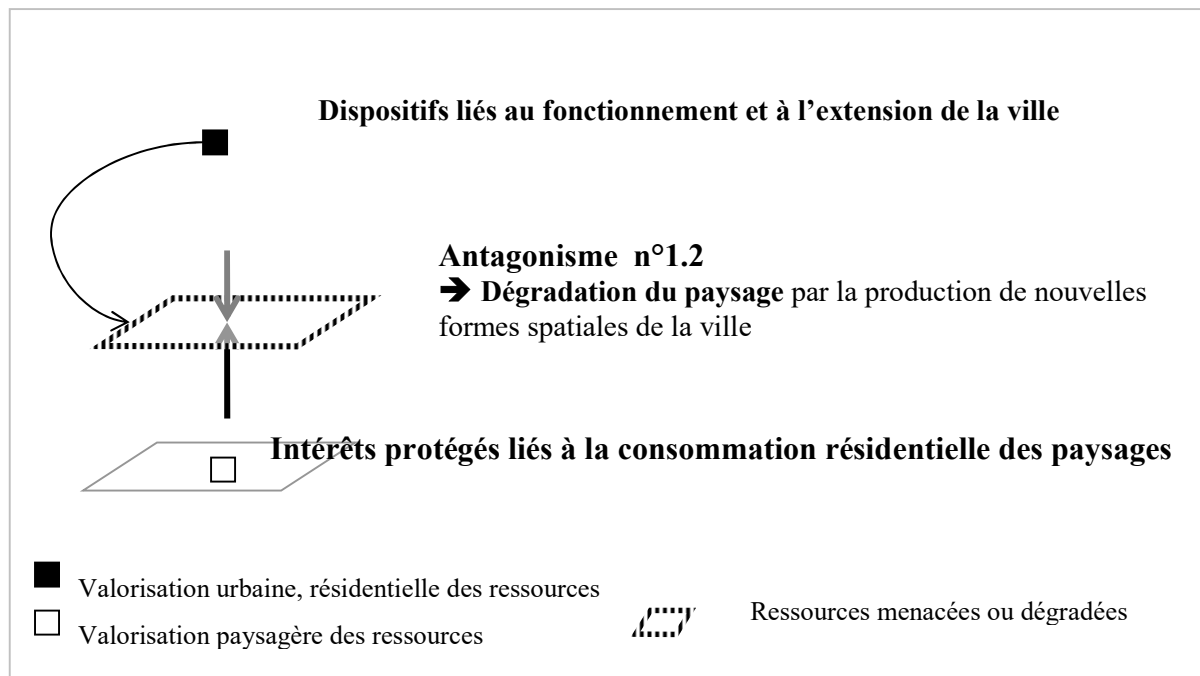 Dispositifs liés au fonctionnement et à l’extension de la ville
Antagonisme n°1.2
➔ Dégradation du paysage par la production de nouvelles
formes spatiales de la ville
Intérêts protégés liés à la consommation résidentielle des paysages
Valorisation urbaine, résidentielle des ressources
Valorisation paysagère des ressources
Ressources menacées ou dégradées